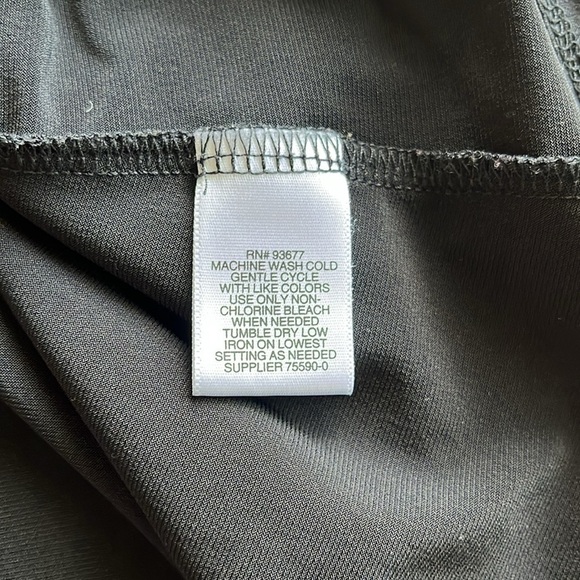 RN# 93677
MACHINE WASH COLD
GENTLE CYCLE
WITH LIKE COLORS
USE ONLY NON-
CHLORINE BLEACH
WHEN NEEDED
TUMBLE DRY LOW
IRON ON LOWEST
SETTING AS NEEDED
SUPPLIER 75590-0